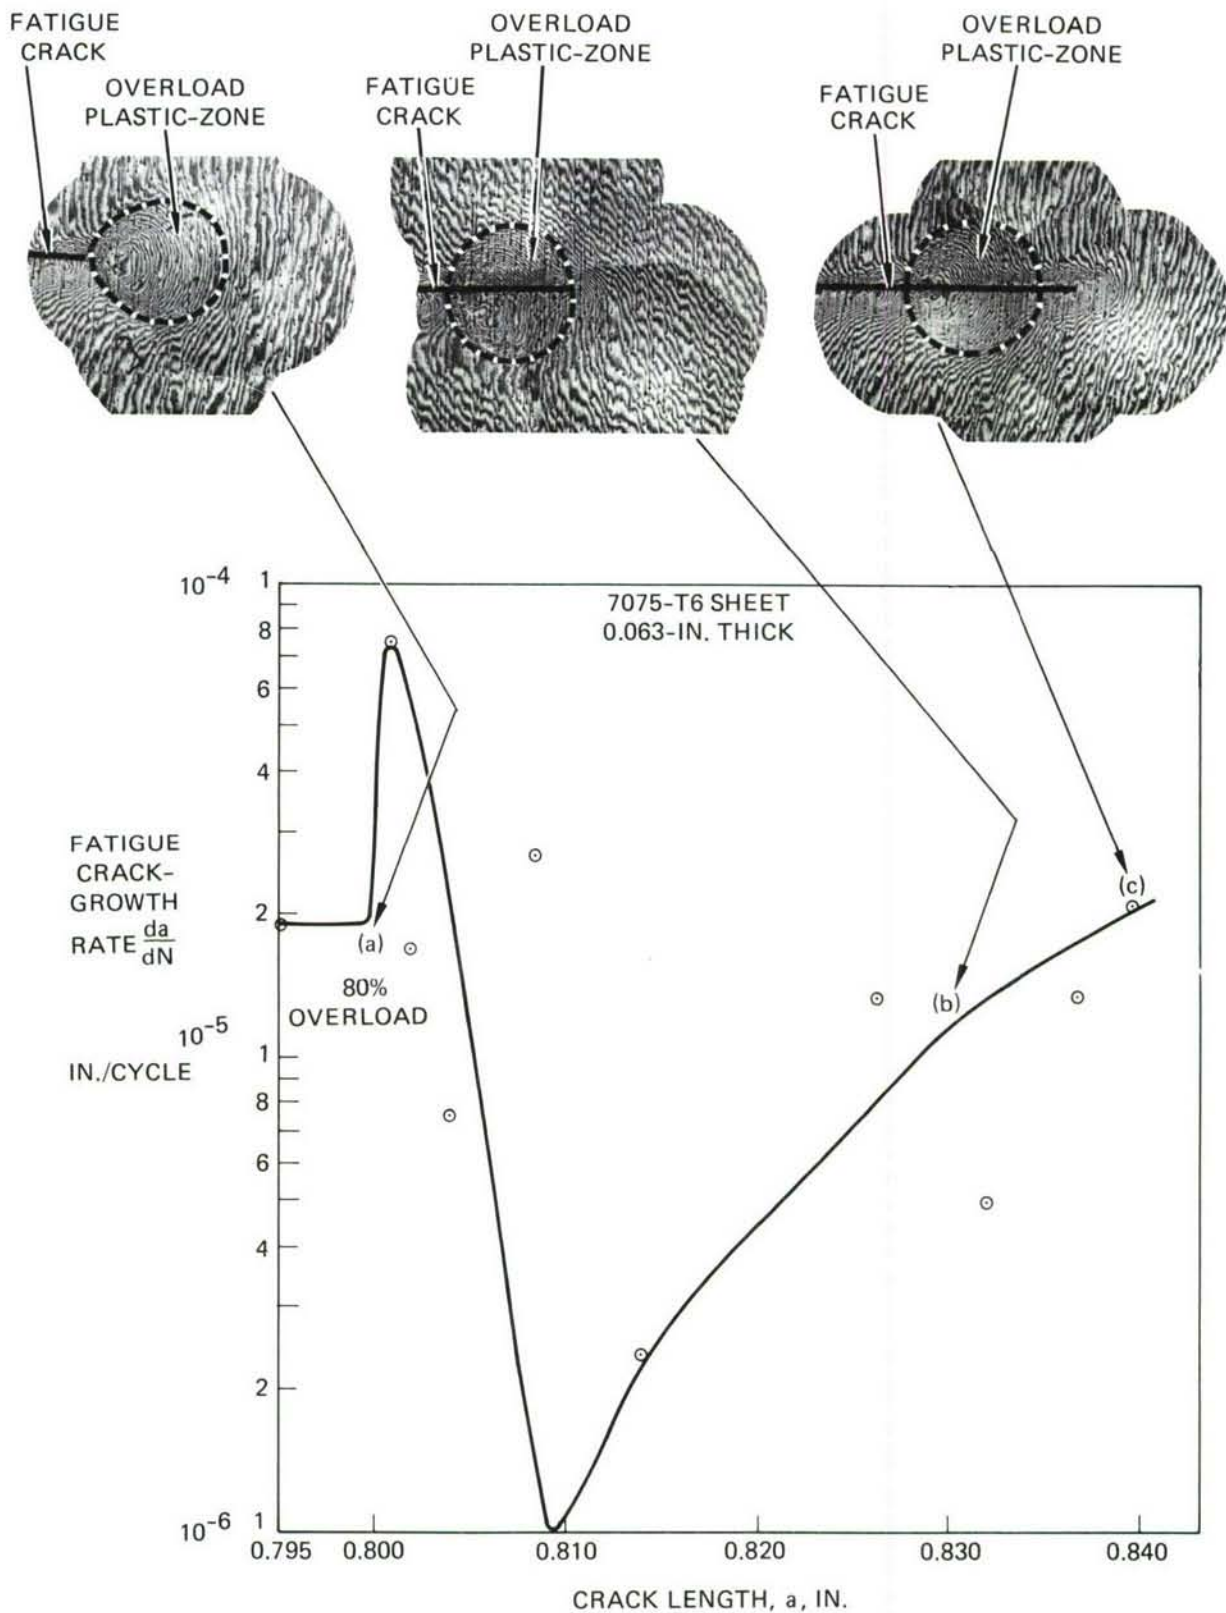 FATIGUE
CRACK
OVERLOAD
PLASTIC-ZONE
FATIGUE
CRACK
OVERLOAD
PLASTIC-ZONE
FATIGUE
CRACK
OVERLOAD
PLASTIC-ZONE
7075-T6 SHEET
0.063-IN. THICK
10⁻⁴ 1
8
6
4
2
10⁻⁵ 1
8
6
4
2
10⁻⁶ 1
FATIGUE
CRACK-
GROWTH
RATE da/dN
IN./CYCLE
(a)
80%
OVERLOAD
(b)
(c)
0.795 0.800 0.810 0.820 0.830 0.840
CRACK LENGTH, a, IN.